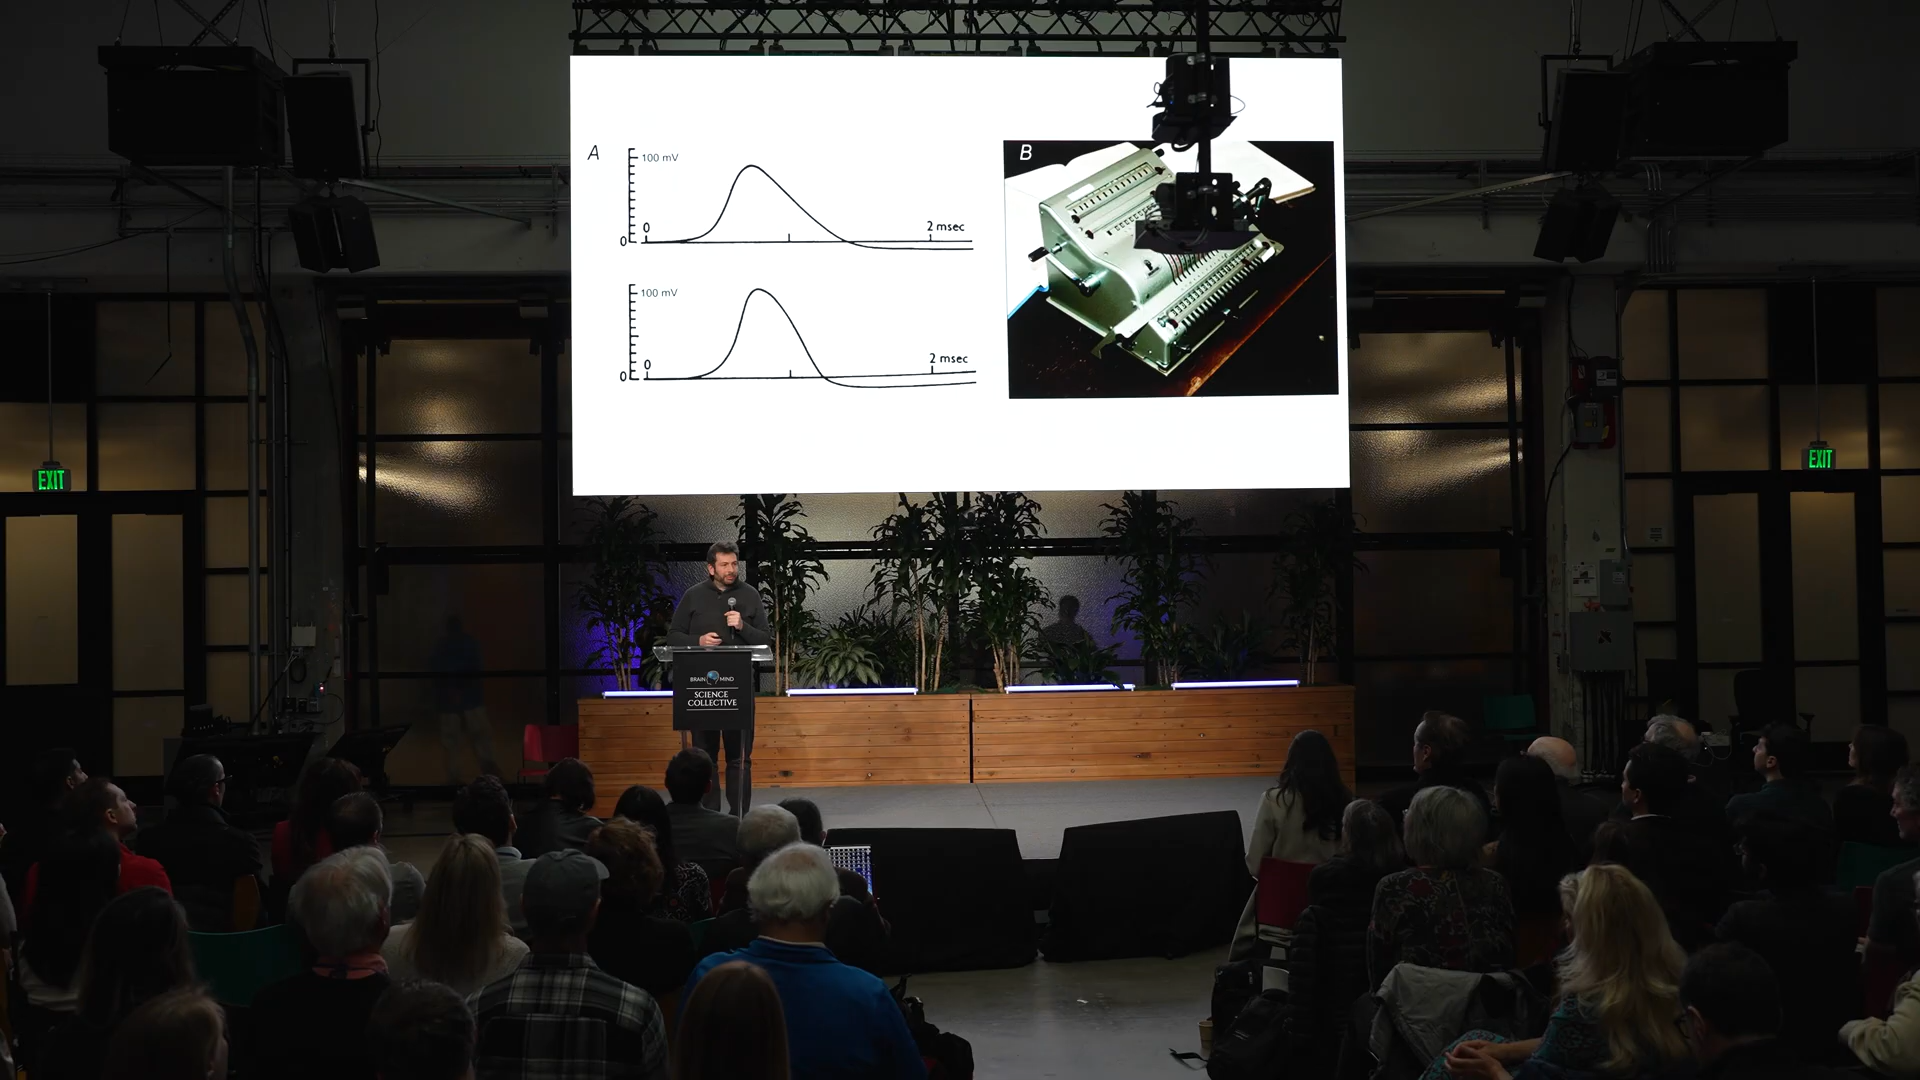 A
100 mV
0
0
2 msec
100 mV
0
0
2 msec
B
EXIT
EXIT
BRAIN MIND
SCIENCE
COLLECTIVE